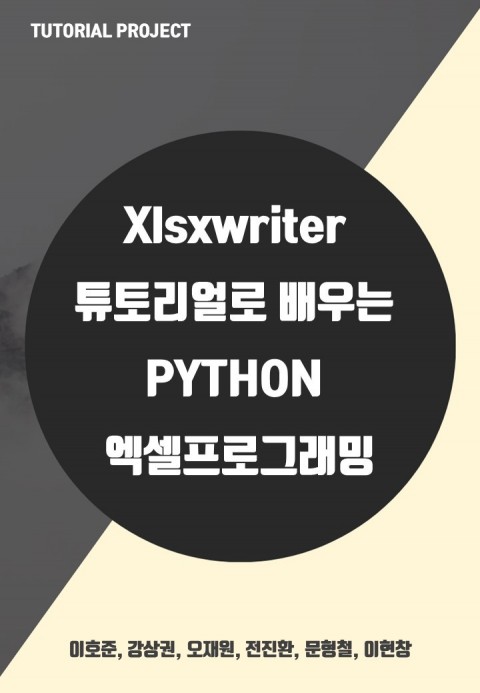 TUTORIAL PROJECT
Xlsxwriter
튜토리얼로 배우는
PYTHON
엑셀프로그래밍
이호준, 강상권, 오재원, 전진환, 문형철, 이현창